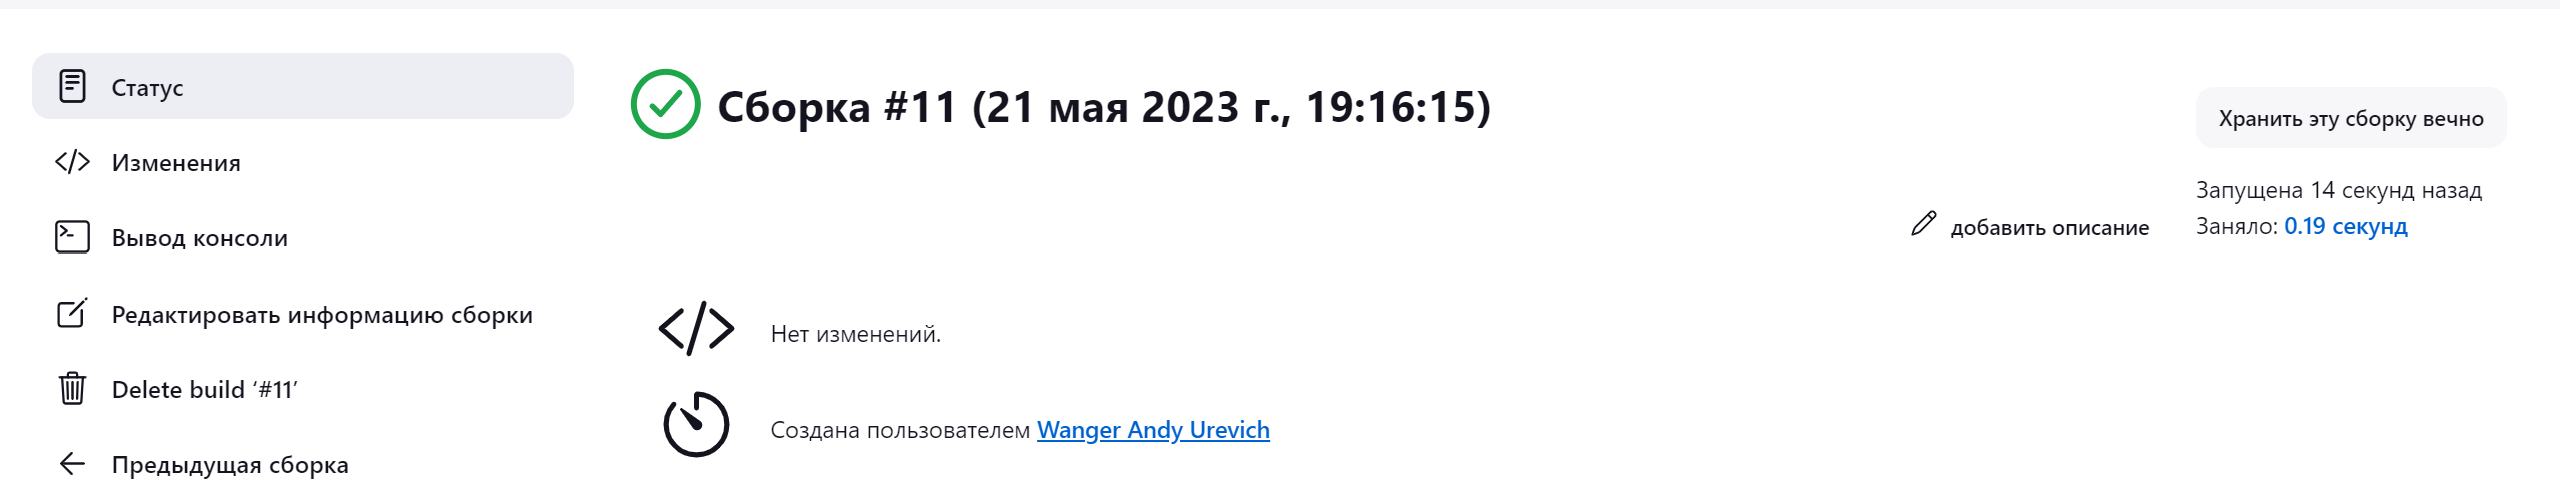 Статус
Изменения
Вывод консоли
Редактировать информацию сборки
Delete build ‘#11’
Предыдущая сборка
Сборка #11 (21 мая 2023 г., 19:16:15)
Хранить эту сборку вечно
Запущена 14 секунд назад
Заняло: 0.19 секунд
добавить описание
Нет изменений.
Создана пользователем Wanger Andy Urevich